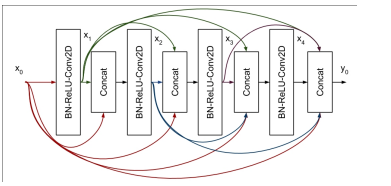 x₁ x₂ x₃ x₄
x₀ y₀
BN-ReLU-Conv2D
Concat
BN-ReLU-Conv2D
Concat
BN-ReLU-Conv2D
Concat
BN-ReLU-Conv2D
Concat